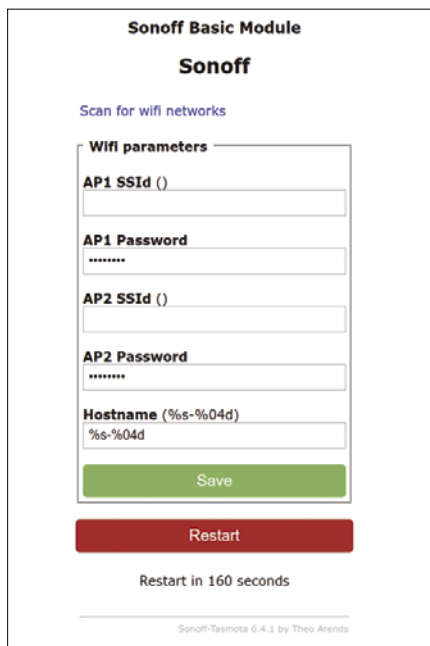 Sonoff Basic Module
Sonoff
Scan for wifi networks
Wifi parameters
AP1 SSId ()
AP1 Password
••••••••
AP2 SSId ()
AP2 Password
••••••••
Hostname (%s-%04d)
%s-%04d
Save
Restart
Restart in 160 seconds
Sonoff-Tasmota 6.4.1 by Theo Arends